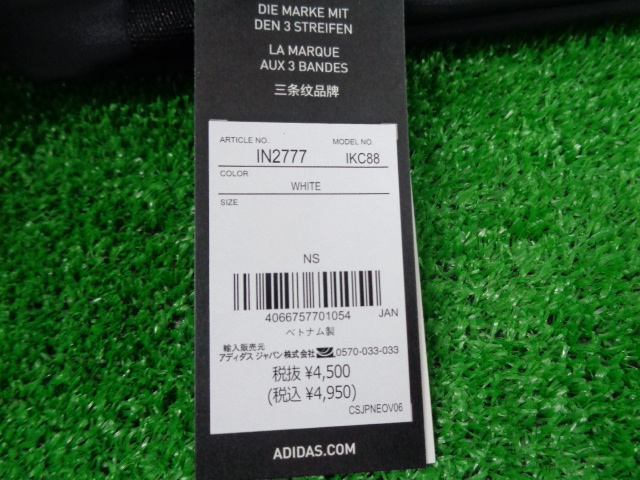 DIE MARKE MIT
DEN 3 STREIFEN
LA MARQUE
AUX 3 BANDES
三条纹品牌
ARTICLE NO. MODEL NO.
IN2777 IKC88
COLOR
WHITE
SIZE
NS
4066757701054 JAN
ベトナム製
輸入販売元
アディダス ジャパン株式会社 0570-033-033
税抜 ¥4,500
(税込 ¥4,950)
CSJPNEOV06
ADIDAS.COM